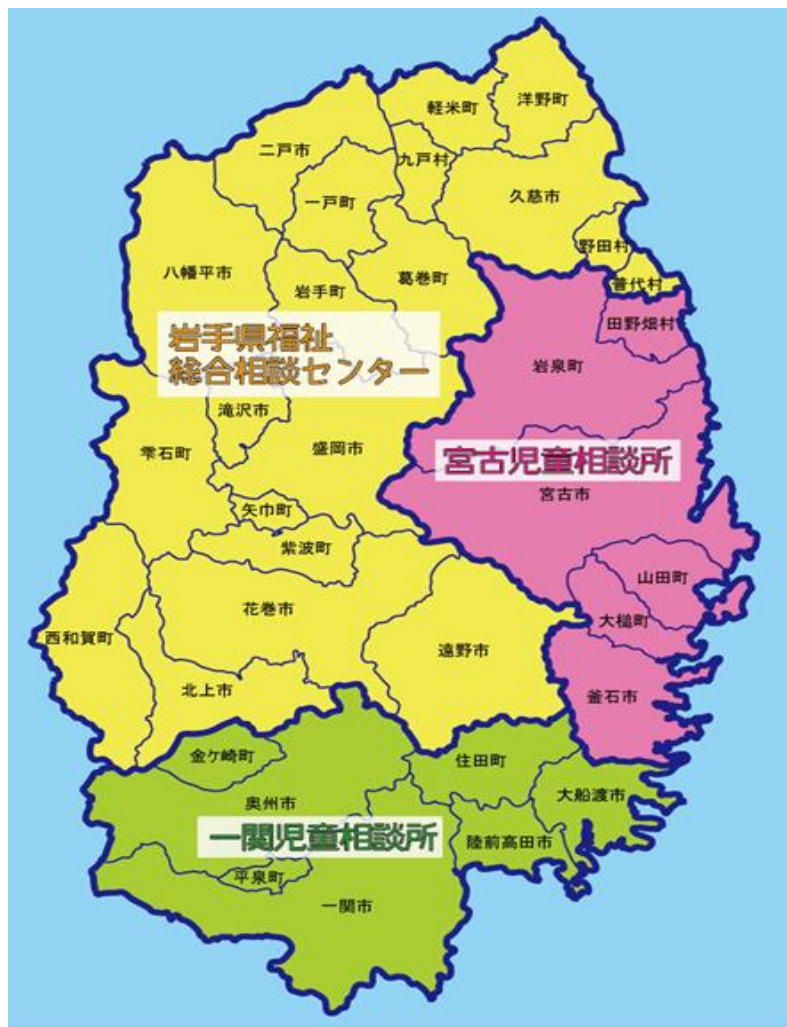 洋野町
軽米町
二戸市
九戸村
一戸町
久慈市
野田村
八幡平市
葛巻町
普代村
岩手町
田野畑村
岩手県福祉
総合相談センター
岩泉町
滝沢市
盛岡市
雫石町
宮古児童相談所
宮古市
矢巾町
紫波町
山田町
花巻市
大槌町
西和賀町
遠野市
北上市
釜石市
金ケ崎町
住田町
大船渡市
奥州市
一関児童相談所
陸前高田市
平泉町
一関市